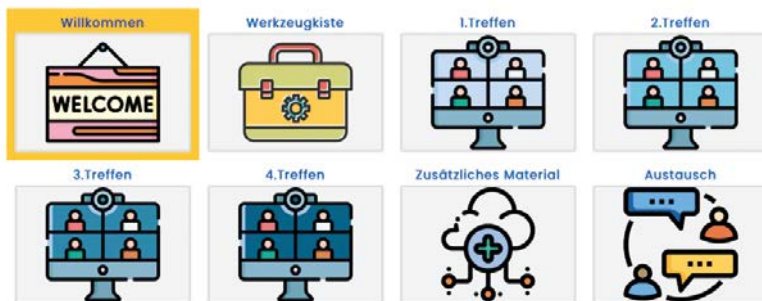 Willkommen
WELCOME
Werkzeugkiste
1.Treffen
2.Treffen
3.Treffen
4.Treffen
Zusätzliches Material
Austausch